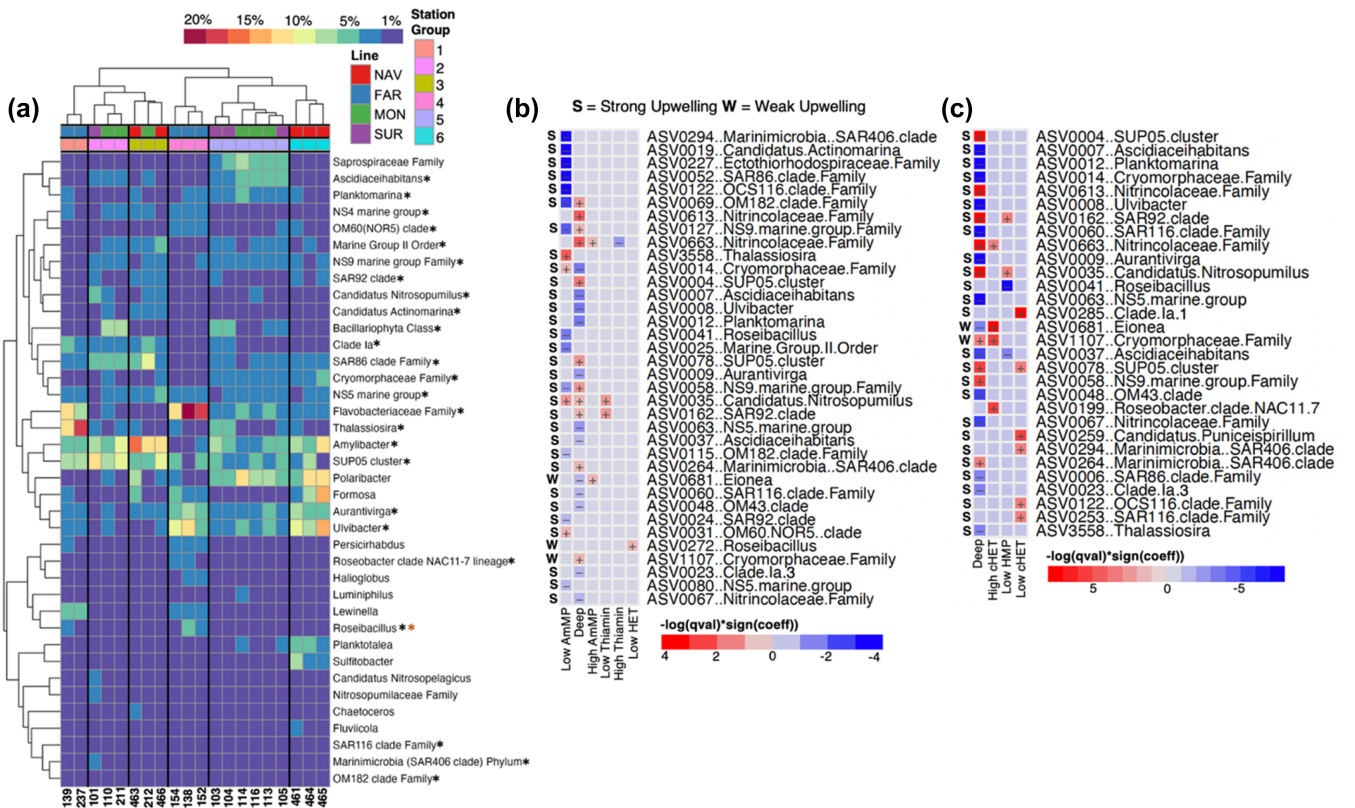 20% 15% 10% 5% 1%
Station
Group
1
2
3
4
5
6
Line
NAV
FAR
MON
SUR
(a)
Saprospiraceae Family
Ascidiaceihabitans*
Planktomarina*
NS4 marine group*
OM60(NOR5) clade*
Marine Group II Order*
NS9 marine group Family*
SAR92 clade*
Candidatus Nitrosopumilus*
Candidatus Actinomarina*
Bacillariophyta Class*
Clade Ia*
SAR86 clade Family*
Cryomorphaceae Family*
NS5 marine group*
Flavobacteriaceae Family*
Thalassiosira*
Amylibacter*
SUP05 cluster*
Polaribacter
Formosa
Aurantivirga*
Ulvibacter*
Persicirhabdus
Roseobacter clade NAC11-7 lineage*
Halioglobus
Luminiphilus
Lewinella
Roseibacillus **
Planktotalea
Sulfitobacter
Candidatus Nitrosopelagicus
Nitrosopumilaceae Family
Chaetoceros
Fluviicola
SAR116 clade Family*
Marinimicrobia (SAR406 clade) Phylum*
OM182 clade Family*
139 237 101 110 211 463 212 466 154 138 152 103 104 114 116 113 105 461 464 465
(b)
S = Strong Upwelling W = Weak Upwelling
S ASV0294..Marinimicrobia..SAR406.clade
S ASV0019..Candidatus.Actinomarina
S ASV0227..Ectothiorhodospiraceae.Family
S ASV0052..SAR86.clade.Family
S ASV0122..OCS116.clade.Family
S ASV0069..OM182.clade.Family
ASV0613..Nitrincolaceae.Family
S ASV0127..NS9.marine.group.Family
ASV0663..Nitrincolaceae.Family
S ASV3558..Thalassiosira
S ASV0014..Cryomorphaceae.Family
S ASV0004..SUP05.cluster
S ASV0007..Ascidiaceihabitans
S ASV0008..Ulvibacter
S ASV0012..Planktomarina
S ASV0041..Roseibacillus
S ASV0025..Marine.Group.II.Order
S ASV0078..SUP05.cluster
S ASV0009..Aurantivirga
S ASV0058..NS9.marine.group.Family
S ASV0035..Candidatus.Nitrosopumilus
S ASV0162..SAR92.clade
S ASV0063..NS5.marine.group
S ASV0037..Ascidiaceihabitans
S ASV0115..OM182.clade.Family
S ASV0264..Marinimicrobia..SAR406.clade
W ASV0681..Eionea
S ASV0060..SAR116.clade.Family
S ASV0048..OM43.clade
S ASV0024..SAR92.clade
S ASV0031..OM60.NOR5..clade
W ASV0272..Roseibacillus
W ASV1107..Cryomorphaceae.Family
S ASV0023..Clade.Ia.3
S ASV0080..NS5.marine.group
S ASV0067..Nitrincolaceae.Family
Low AmMP
Deep
High AmMP
Low Thiamin
High Thiamin
Low HET
-log(qval)*sign(coeff))
4 2 0 -2 -4
(c)
S ASV0004..SUP05.cluster
S ASV0007..Ascidiaceihabitans
S ASV0012..Planktomarina
S ASV0014..Cryomorphaceae.Family
S ASV0613..Nitrincolaceae.Family
S ASV0008..Ulvibacter
S ASV0162..SAR92.clade
S ASV0060..SAR116.clade.Family
ASV0663..Nitrincolaceae.Family
S ASV0009..Aurantivirga
S ASV0035..Candidatus.Nitrosopumilus
S ASV0041..Roseibacillus
S ASV0063..NS5.marine.group
S ASV0285..Clade.Ia.1
W ASV0681..Eionea
W ASV1107..Cryomorphaceae.Family
S ASV0037..Ascidiaceihabitans
S ASV0078..SUP05.cluster
S ASV0058..NS9.marine.group.Family
S ASV0048..OM43.clade
ASV0199..Roseobacter.clade.NAC11.7
S ASV0067..Nitrincolaceae.Family
S ASV0259..Candidatus.Puniceispirillum
S ASV0294..Marinimicrobia..SAR406.clade
S ASV0264..Marinimicrobia..SAR406.clade
S ASV0006..SAR86.clade.Family
S ASV0023..Clade.Ia.3
S ASV0122..OCS116.clade.Family
S ASV0253..SAR116.clade.Family
S ASV3558..Thalassiosira
Deep
High cHET
Low HMP
Low cHET
-log(qval)*sign(coeff))
5 0 -5